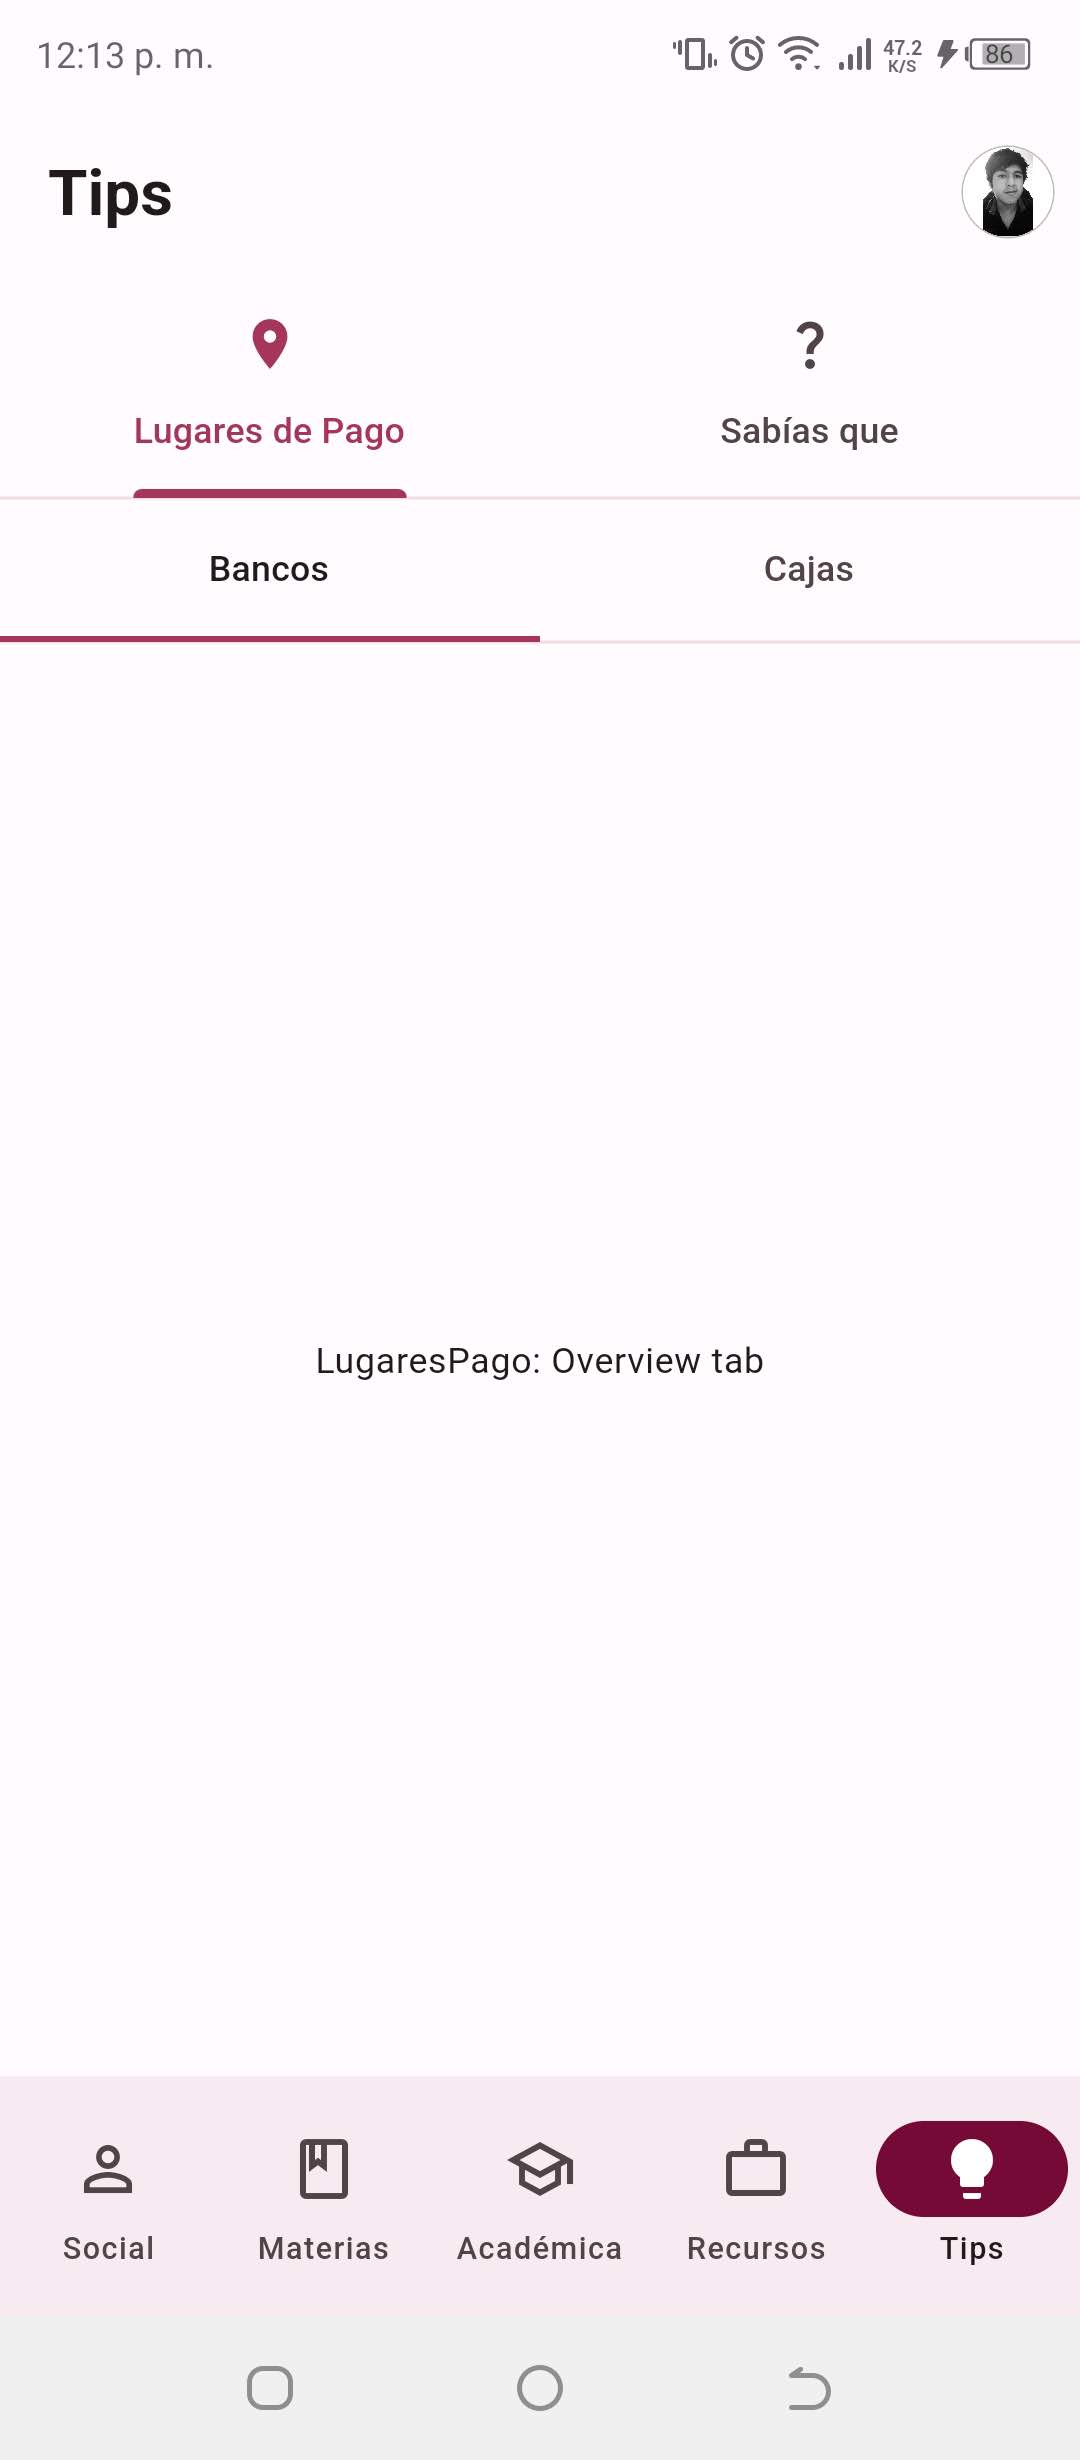 12:13 p. m.
47.2
K/S
86
Tips
Lugares de Pago
Sabías que
Bancos
Cajas
LugaresPago: Overview tab
Social
Materias
Académica
Recursos
Tips